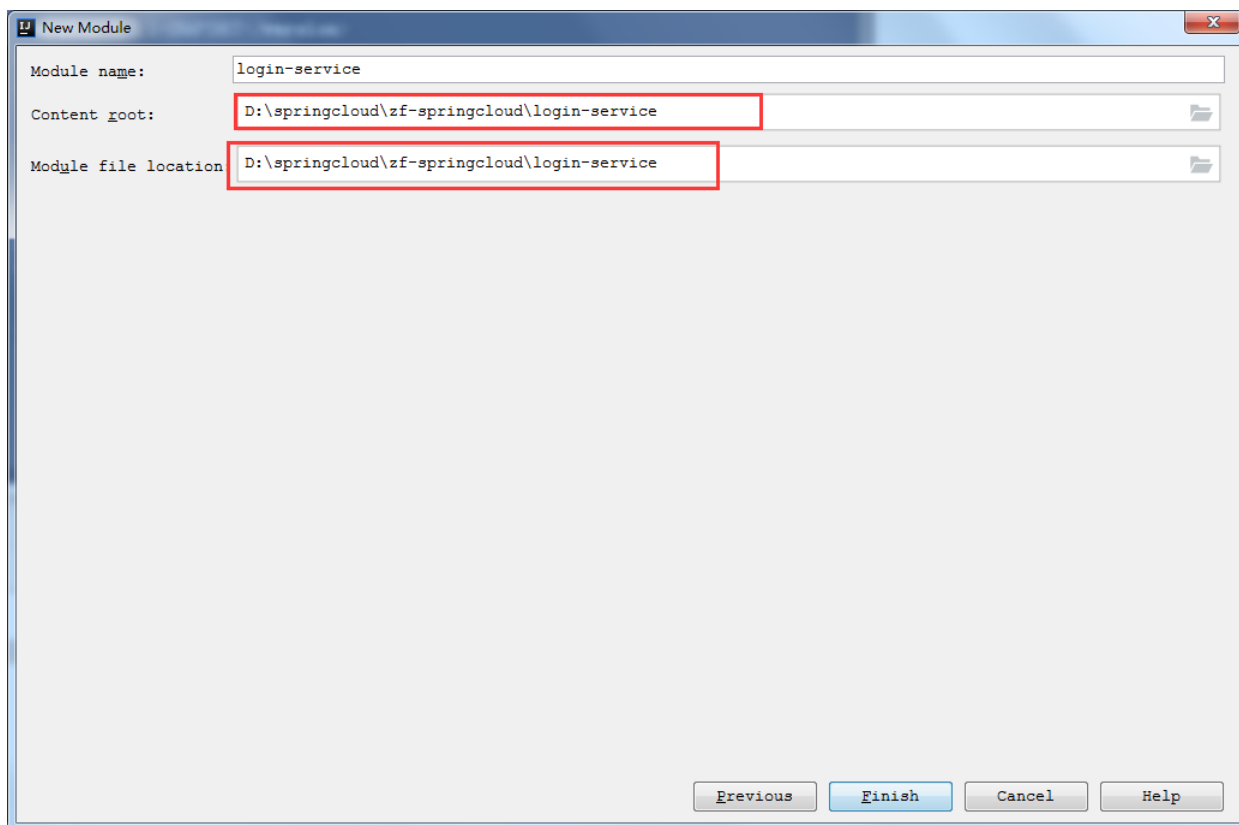 New Module
Module name: login-service
Content root: D:\springcloud\zf-springcloud\login-service
Module file location: D:\springcloud\zf-springcloud\login-service
Previous Finish Cancel Help